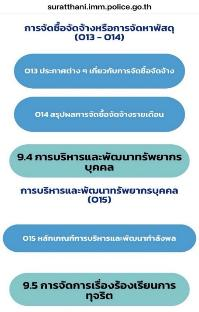 suratthani.imm.police.go.th
การจัดซื้อจัดจ้างหรือการจัดหาพัสดุ
(O13 - O14)
O13 ประกาศต่าง ๆ เกี่ยวกับการจัดซื้อจัดจ้าง
O14 สรุปผลการจัดซื้อจัดจ้างรายเดือน
9.4 การบริหารและพัฒนาทรัพยากร
บุคคล
การบริหารและพัฒนาทรัพยากรบุคคล
(O15)
O15 หลักเกณฑ์การบริหารและพัฒนากำลังพล
9.5 การจัดการเรื่องร้องเรียนการ
ทุจริต